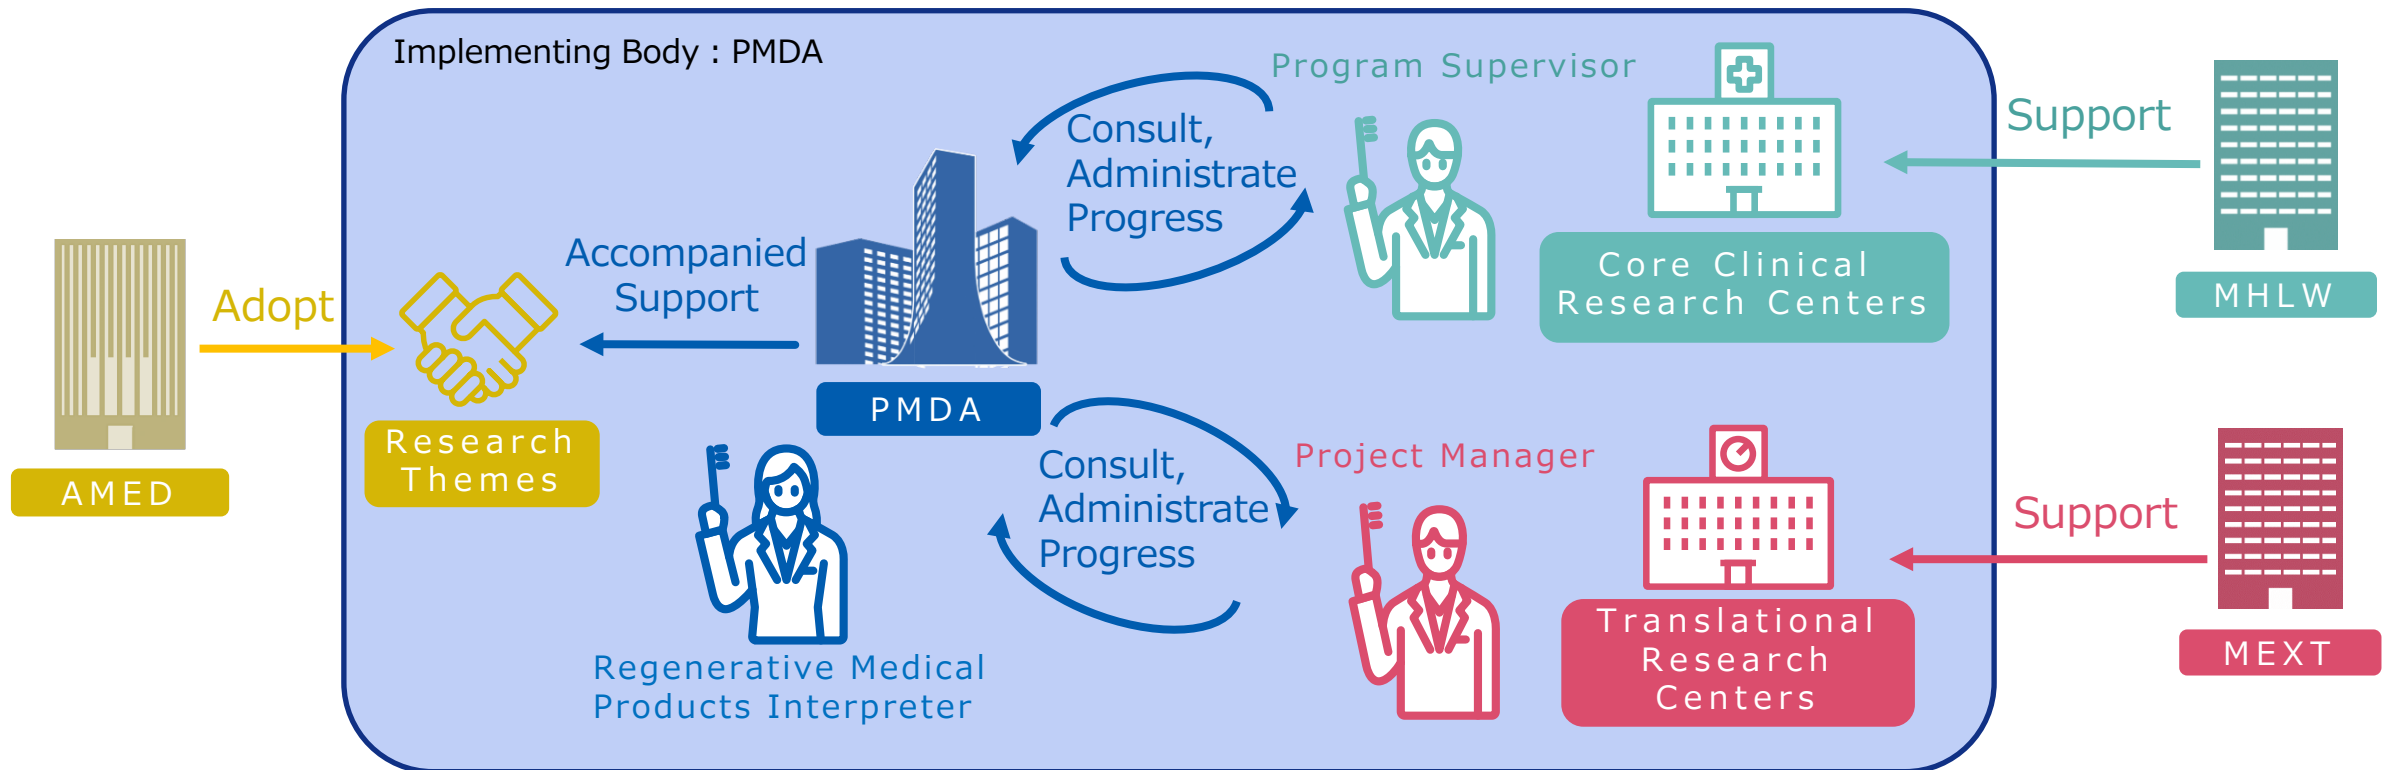 Implementing Body : PMDA
AMED
Adopt
Research
Themes
Accompanied
Support
PMDA
Regenerative Medical
Products Interpreter
Consult,
Administrate
Progress
Program Supervisor
Core Clinical
Research Centers
Support
MHLW
Consult,
Administrate
Progress
Project Manager
Translational
Research
Centers
Support
MEXT